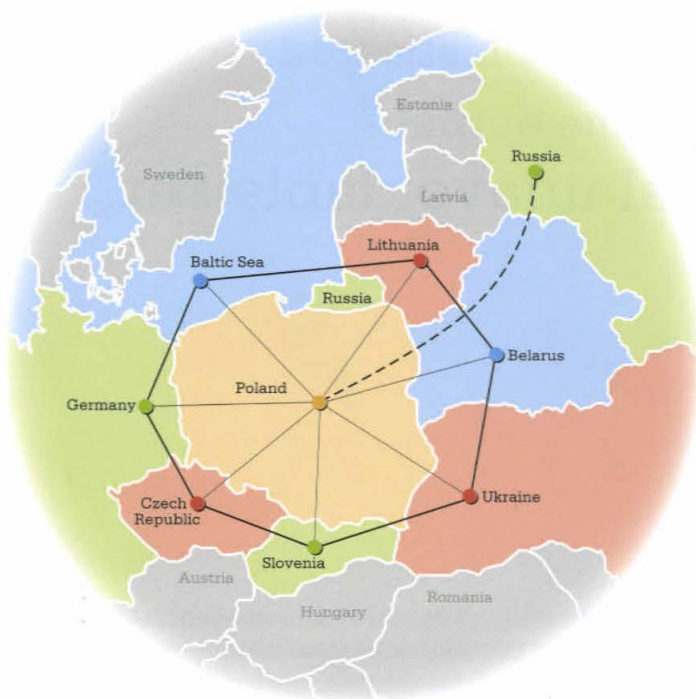 Estonia
Russia
Sweden
Latvia
Lithuania
Baltic Sea
Russia
Belarus
Poland
Germany
Ukraine
Czech
Republic
Slovenia
Austria
Hungary
Romania